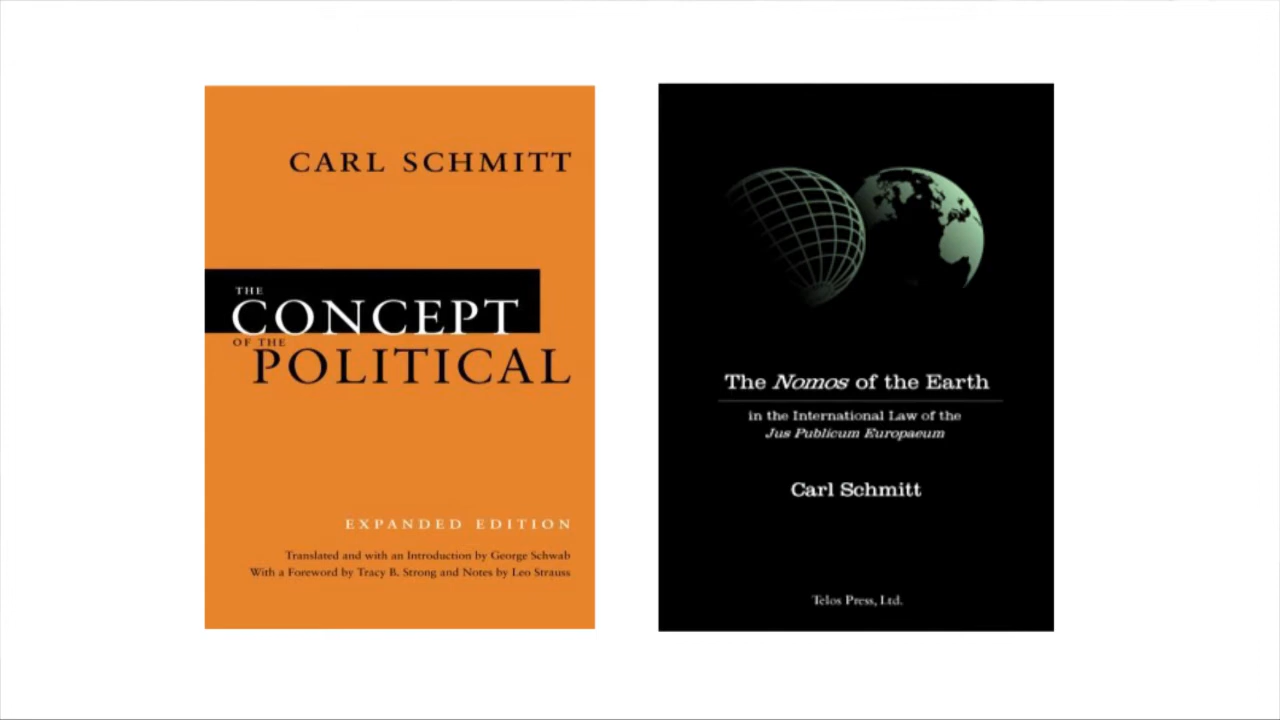 CARL SCHMITT
THE
CONCEPT
OF THE
POLITICAL
EXPANDED EDITION
Translated and with an Introduction by George Schwab
With a Foreword by Tracy B. Strong and Notes by Leo Strauss
The Nomos of the Earth
in the International Law of the
Jus Publicum Europaeum
Carl Schmitt
Telos Press, Ltd.